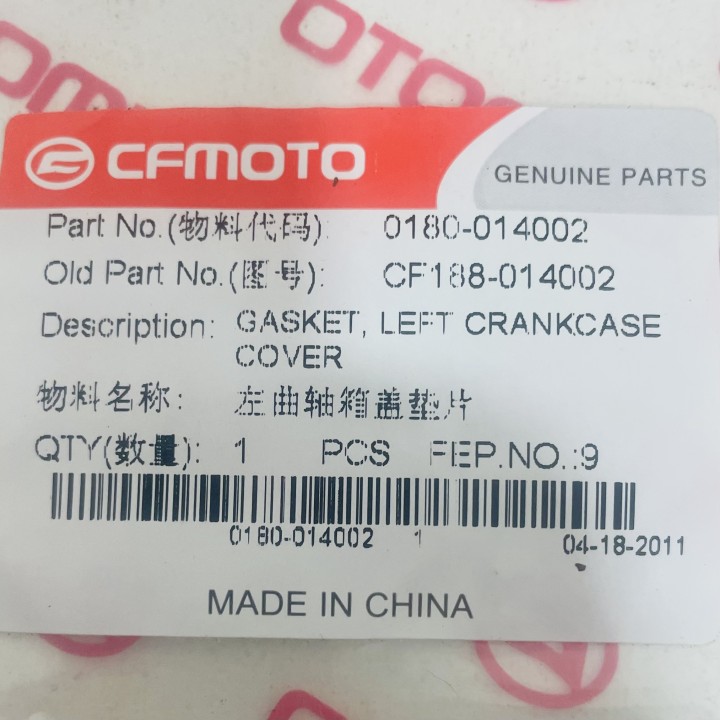 OTOM
OTO
CFMOTO
GENUINE PARTS
Part No.(物料代码): 0180-014002
Old Part No.(图号): CF188-014002
Description: GASKET, LEFT CRANKCASE
COVER
物料名称: 左曲轴箱盖垫片
QTY(数量): 1 PCS FEP.NO.:9
0180-014002 1
04-18-2011
MADE IN CHINA